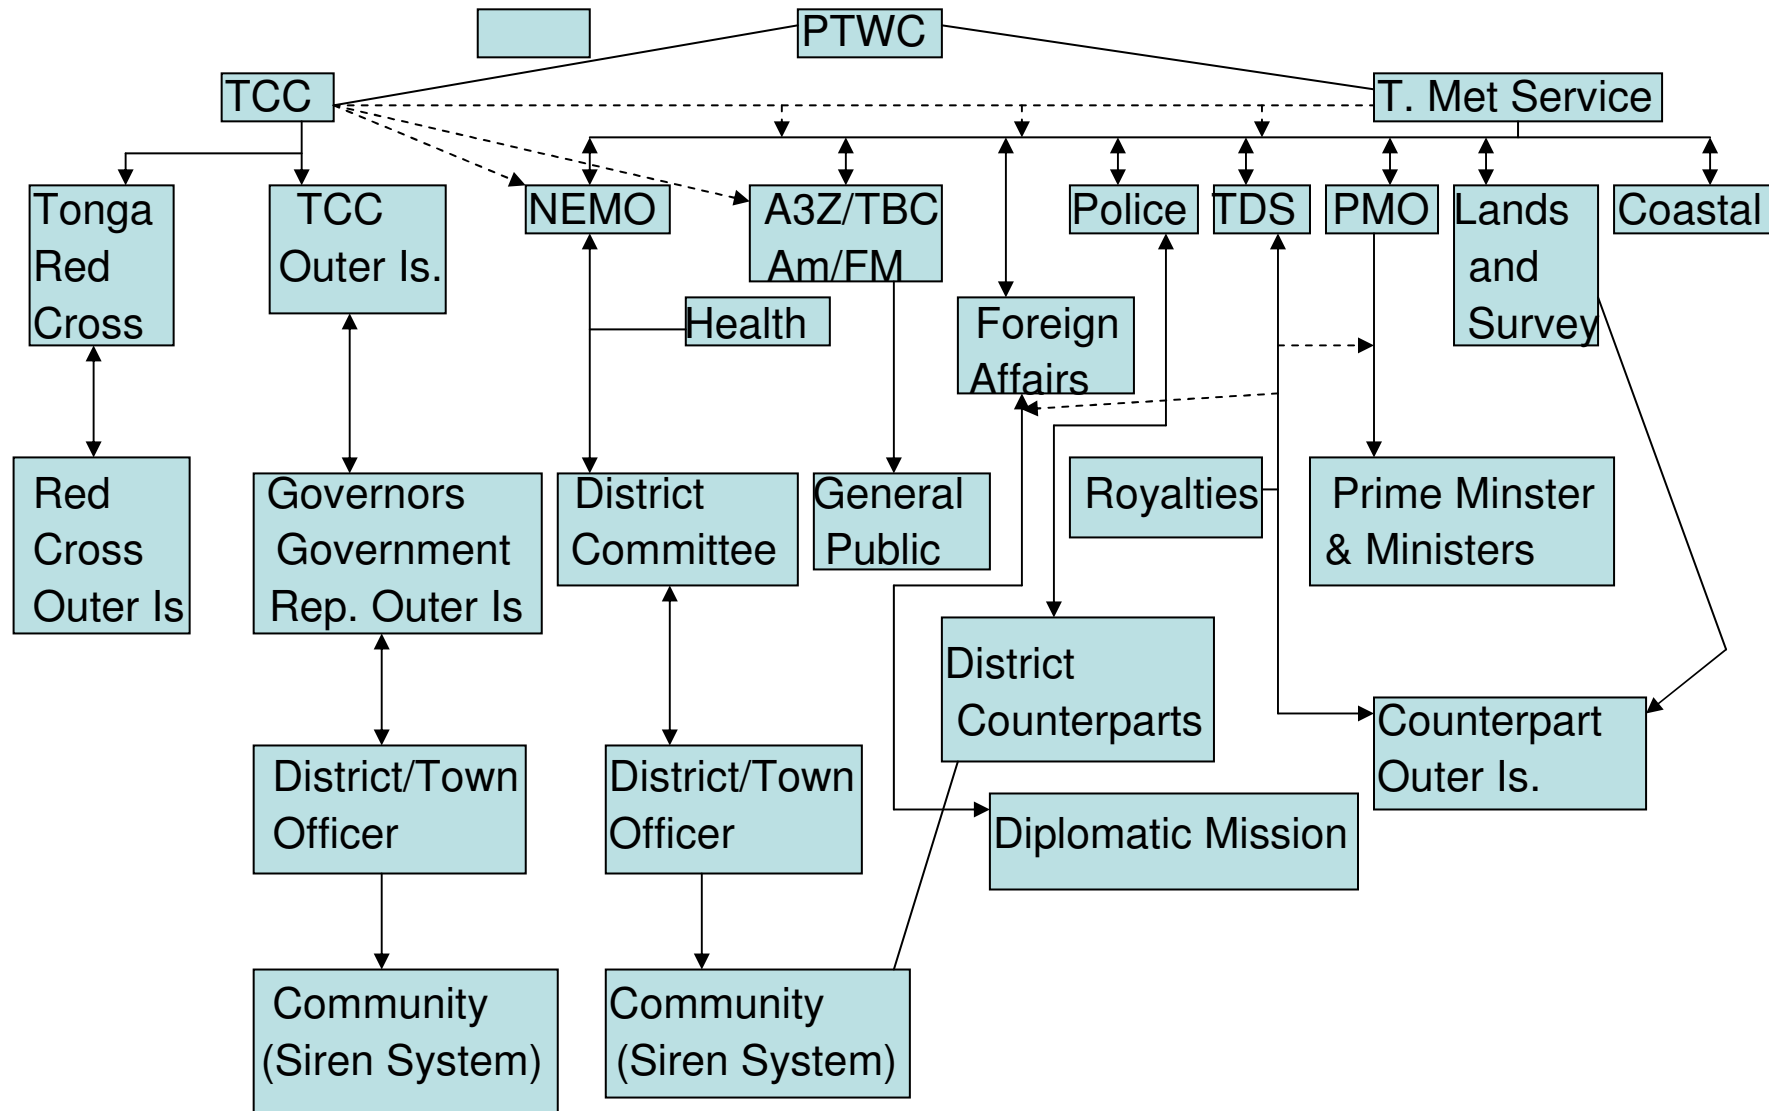 PTWC
TCC
T. Met Service
Tonga
Red
Cross
TCC
Outer Is.
NEMO
A3Z/TBC
Am/FM
Police
TDS
PMO
Lands
and
Survey
Coastal
Health
Foreign
Affairs
Red
Cross
Outer Is
Governors
Government
Rep. Outer Is
District
Committee
General
Public
Royalties
Prime Minster
& Ministers
District
Counterparts
Counterpart
Outer Is.
District/Town
Officer
District/Town
Officer
Diplomatic Mission
Community
(Siren System)
Community
(Siren System)